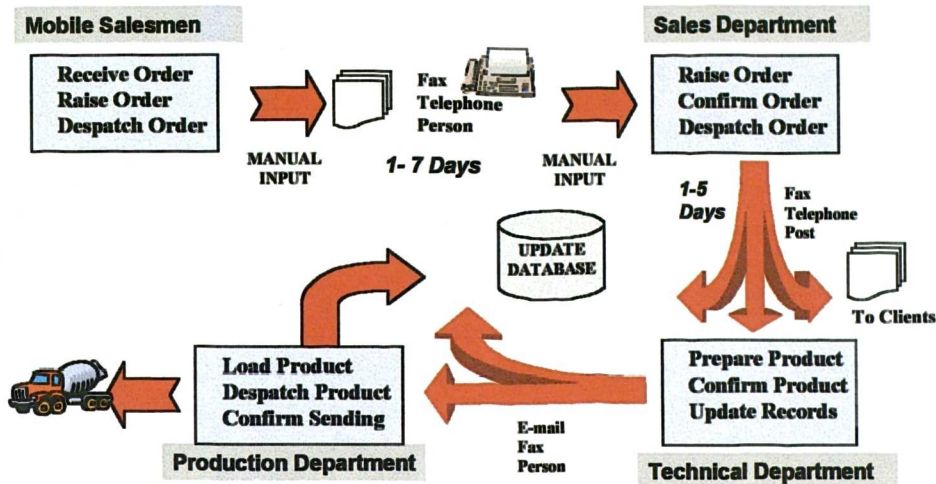 Mobile Salesmen
Receive Order
Raise Order
Despatch Order
MANUAL
INPUT
Fax
Telephone
Person
1- 7 Days
MANUAL
INPUT
Sales Department
Raise Order
Confirm Order
Despatch Order
1-5
Days
Fax
Telephone
Post
To Clients
UPDATE
DATABASE
Prepare Product
Confirm Product
Update Records
Technical Department
E-mail
Fax
Person
Load Product
Despatch Product
Confirm Sending
Production Department